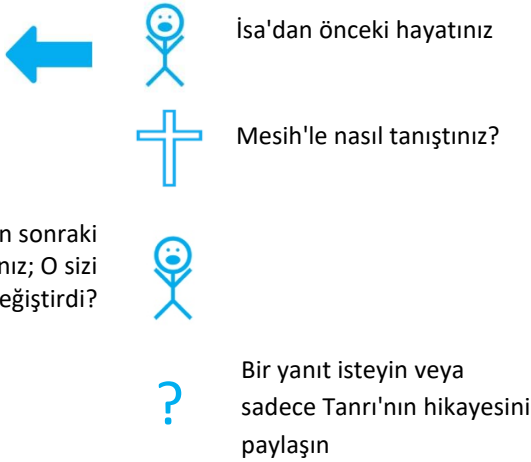 İsa'dan önceki hayatınız
Mesih'le nasıl tanıştınız?
n sonraki
nız; O sizi
eğiştirdi?
?
Bir yanıt isteyin veya
sadece Tanrı'nın hikayesini
paylaşın